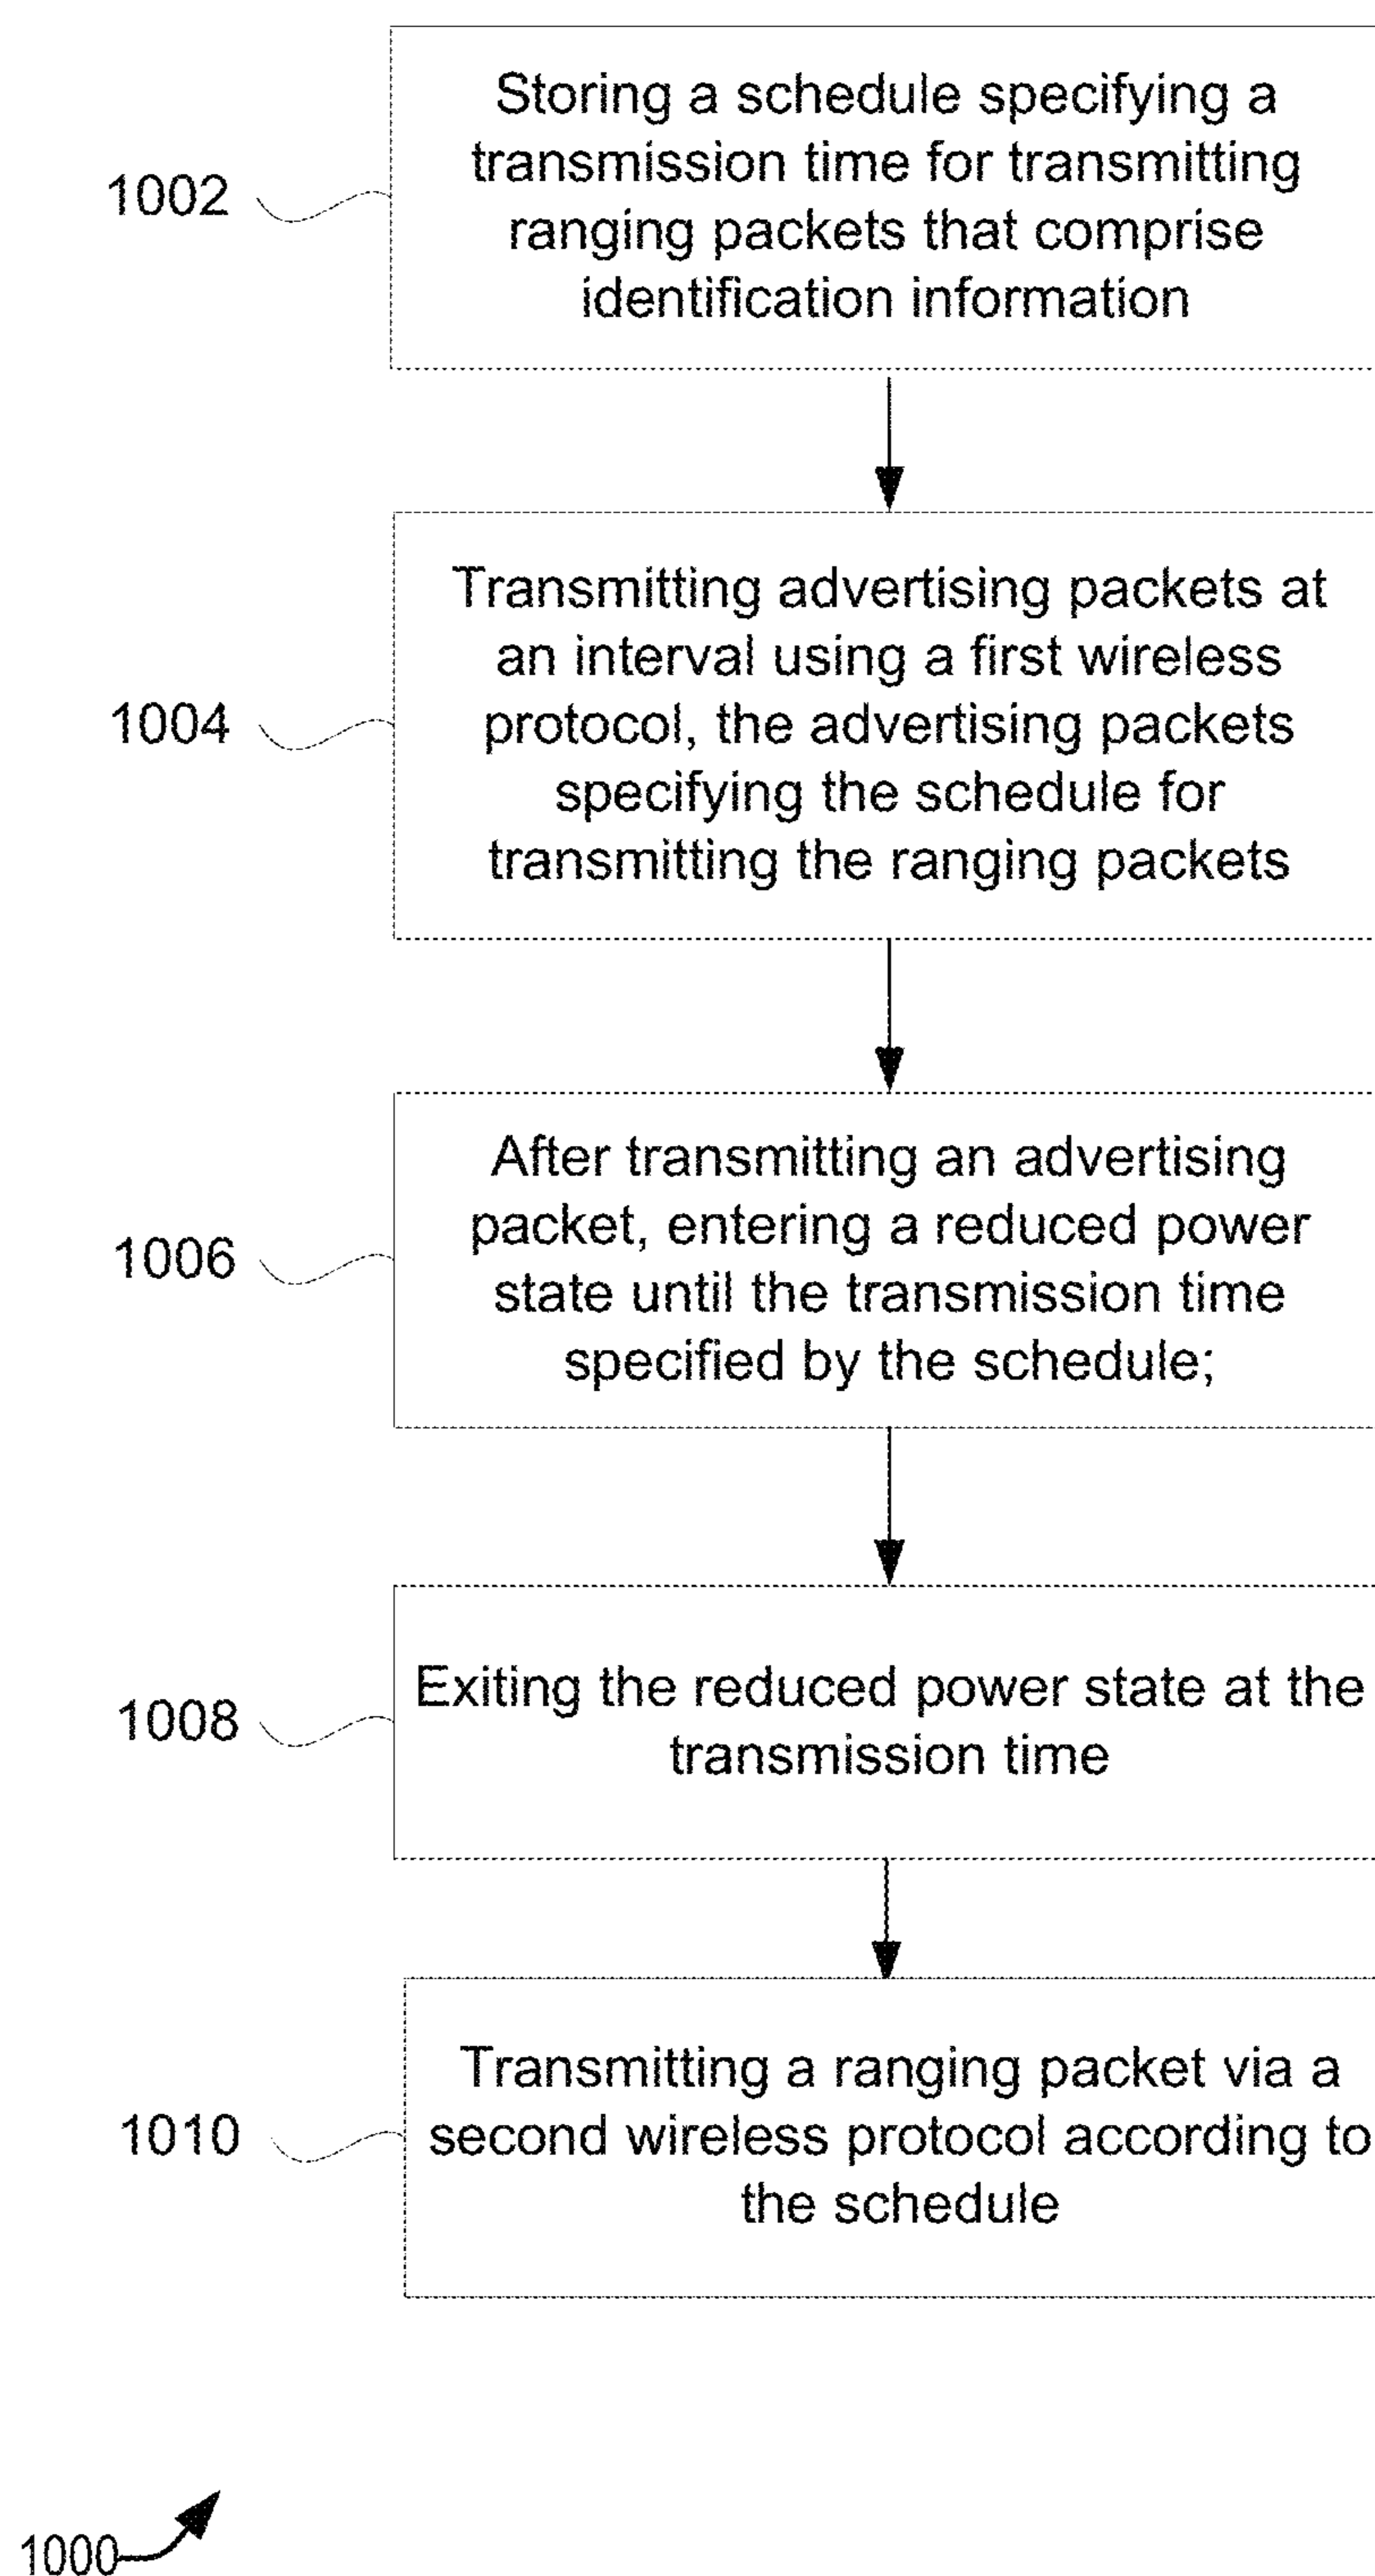 Storing a schedule specifying a
transmission time for transmitting
1002
ranging packets that comprise
identification information
Transmitting advertising packets at
an interval using a first wireless
1004
protocol, the advertising packets
specifying the schedule for
transmitting the ranging packets
After transmitting an advertising
packet, entering a reduced power
1006
state until the transmission time
specified by the schedule;
Exiting the reduced power state at the
1008
transmission time
Transmitting a ranging packet via a
1010
second wireless protocol according to
the schedule
1000